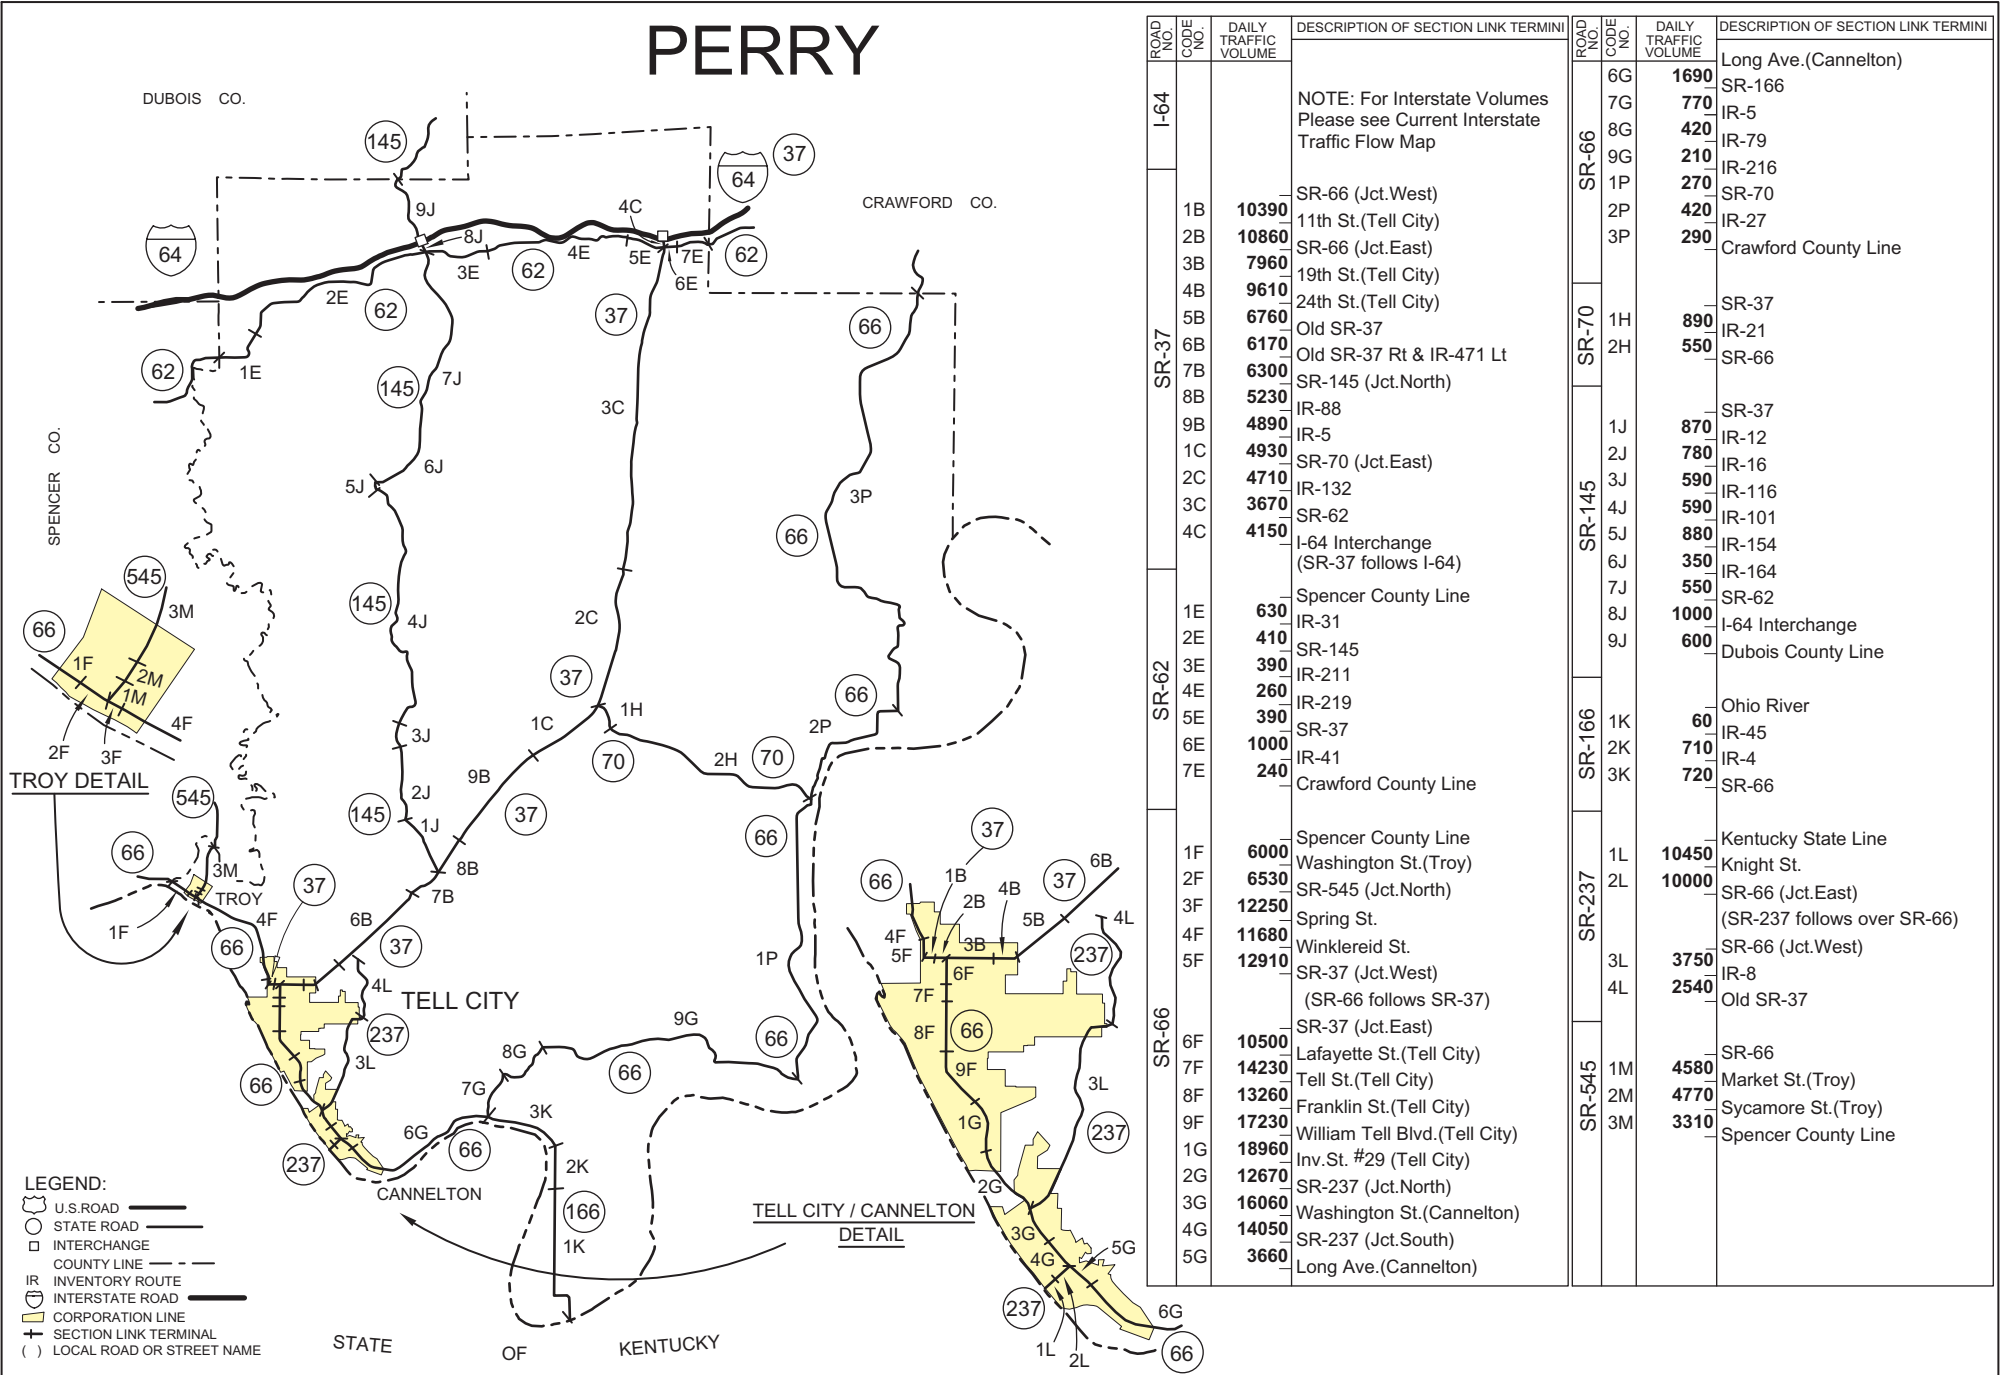 PERRY
DUBOIS CO.
145
64
37
CRAWFORD CO.
9J
4C
8J
64
3E
62
4E
5E
7E
62
6E
2E
62
37
66
62
1E
145
7J
3C
SPENCER CO.
6J
5J
3P
66
545
3M
66
145
4J
1F
2M
1M
2C
4F
2F
3F
37
66
TROY DETAIL
1C
1H
3J
70
2H
70
2P
9B
545
2J
145
1J
37
66
37
66
3M
37
8B
66
1B
4B
37
6B
TROY
7B
2B
5B
4L
4F
6B
1F
66
37
4F
3B
237
5F
6F
1P
4L
TELL CITY
7F
237
9G
66
8F
66
8G
3L
66
66
9F
3L
7G
3K
1G
237
6G
66
237
2K
CANNELTON
2G
166
TELL CITY / CANNELTON
DETAIL
3G
1K
4G
5G
237
6G
1L
2L
66
STATE OF KENTUCKY
LEGEND:
U.S.ROAD
STATE ROAD
INTERCHANGE
COUNTY LINE
IR INVENTORY ROUTE
INTERSTATE ROAD
CORPORATION LINE
SECTION LINK TERMINAL
( ) LOCAL ROAD OR STREET NAME
ROAD NO. CODE NO. DAILY TRAFFIC VOLUME DESCRIPTION OF SECTION LINK TERMINI
I-64
NOTE: For Interstate Volumes
Please see Current Interstate
Traffic Flow Map
SR-37
SR-66 (Jct.West)
1B 10390
11th St.(Tell City)
2B 10860
SR-66 (Jct.East)
3B 7960
19th St.(Tell City)
4B 9610
24th St.(Tell City)
5B 6760
Old SR-37
6B 6170
Old SR-37 Rt & IR-471 Lt
7B 6300
SR-145 (Jct.North)
8B 5230
IR-88
9B 4890
IR-5
1C 4930
SR-70 (Jct.East)
2C 4710
IR-132
3C 3670
SR-62
4C 4150
I-64 Interchange
(SR-37 follows I-64)
SR-62
Spencer County Line
1E 630
IR-31
2E 410
SR-145
3E 390
IR-211
4E 260
IR-219
5E 390
SR-37
6E 1000
IR-41
7E 240
Crawford County Line
SR-66
Spencer County Line
1F 6000
Washington St.(Troy)
2F 6530
SR-545 (Jct.North)
3F 12250
Spring St.
4F 11680
Winklereid St.
5F 12910
SR-37 (Jct.West)
(SR-66 follows SR-37)
SR-37 (Jct.East)
6F 10500
Lafayette St.(Tell City)
7F 14230
Tell St.(Tell City)
8F 13260
Franklin St.(Tell City)
9F 17230
William Tell Blvd.(Tell City)
1G 18960
Inv.St. #29 (Tell City)
2G 12670
SR-237 (Jct.North)
3G 16060
Washington St.(Cannelton)
4G 14050
SR-237 (Jct.South)
5G 3660
Long Ave.(Cannelton)
ROAD NO. CODE NO. DAILY TRAFFIC VOLUME DESCRIPTION OF SECTION LINK TERMINI
SR-66
Long Ave.(Cannelton)
6G 1690
SR-166
7G 770
IR-5
8G 420
IR-79
9G 210
IR-216
1P 270
SR-70
2P 420
IR-27
3P 290
Crawford County Line
SR-70
SR-37
1H 890
IR-21
2H 550
SR-66
SR-145
SR-37
1J 870
IR-12
2J 780
IR-16
3J 590
IR-116
4J 590
IR-101
5J 880
IR-154
6J 350
IR-164
7J 550
SR-62
8J 1000
I-64 Interchange
9J 600
Dubois County Line
SR-166
Ohio River
1K 60
IR-45
2K 710
IR-4
3K 720
SR-66
SR-237
Kentucky State Line
1L 10450
Knight St.
2L 10000
SR-66 (Jct.East)
(SR-237 follows over SR-66)
SR-66 (Jct.West)
3L 3750
IR-8
4L 2540
Old SR-37
SR-545
SR-66
1M 4580
Market St.(Troy)
2M 4770
Sycamore St.(Troy)
3M 3310
Spencer County Line